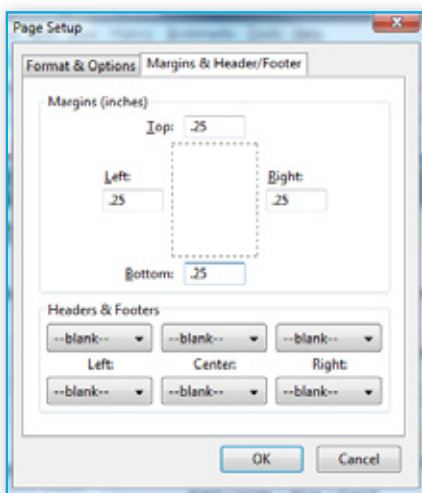 Page Setup
Format & Options
Margins & Header/Footer
Margins (inches)
Top: .25
Left: Right:
.25 .25
Bottom: .25
Headers & Footers
--blank-- --blank-- --blank--
Left: Center: Right:
--blank-- --blank-- --blank--
OK Cancel